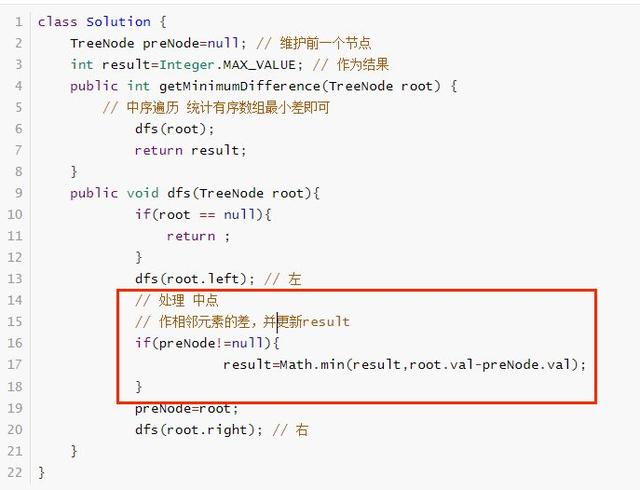 1 class Solution {
2     TreeNode preNode=null; // 维护前一个节点
3     int result=Integer.MAX_VALUE; // 作为结果
4     public int getMinimumDifference(TreeNode root) {
5         // 中序遍历 统计有序数组最小差即可
6             dfs(root);
7             return result;
8     }
9     public void dfs(TreeNode root){
10             if(root == null){
11                 return ;
12             }
13             dfs(root.left); // 左
14             // 处理 中点
15             // 作相邻元素的差，并更新result
16             if(preNode!=null){
17                     result=Math.min(result,root.val-preNode.val);
18             }
19             preNode=root;
20             dfs(root.right); // 右
21     }
22 }